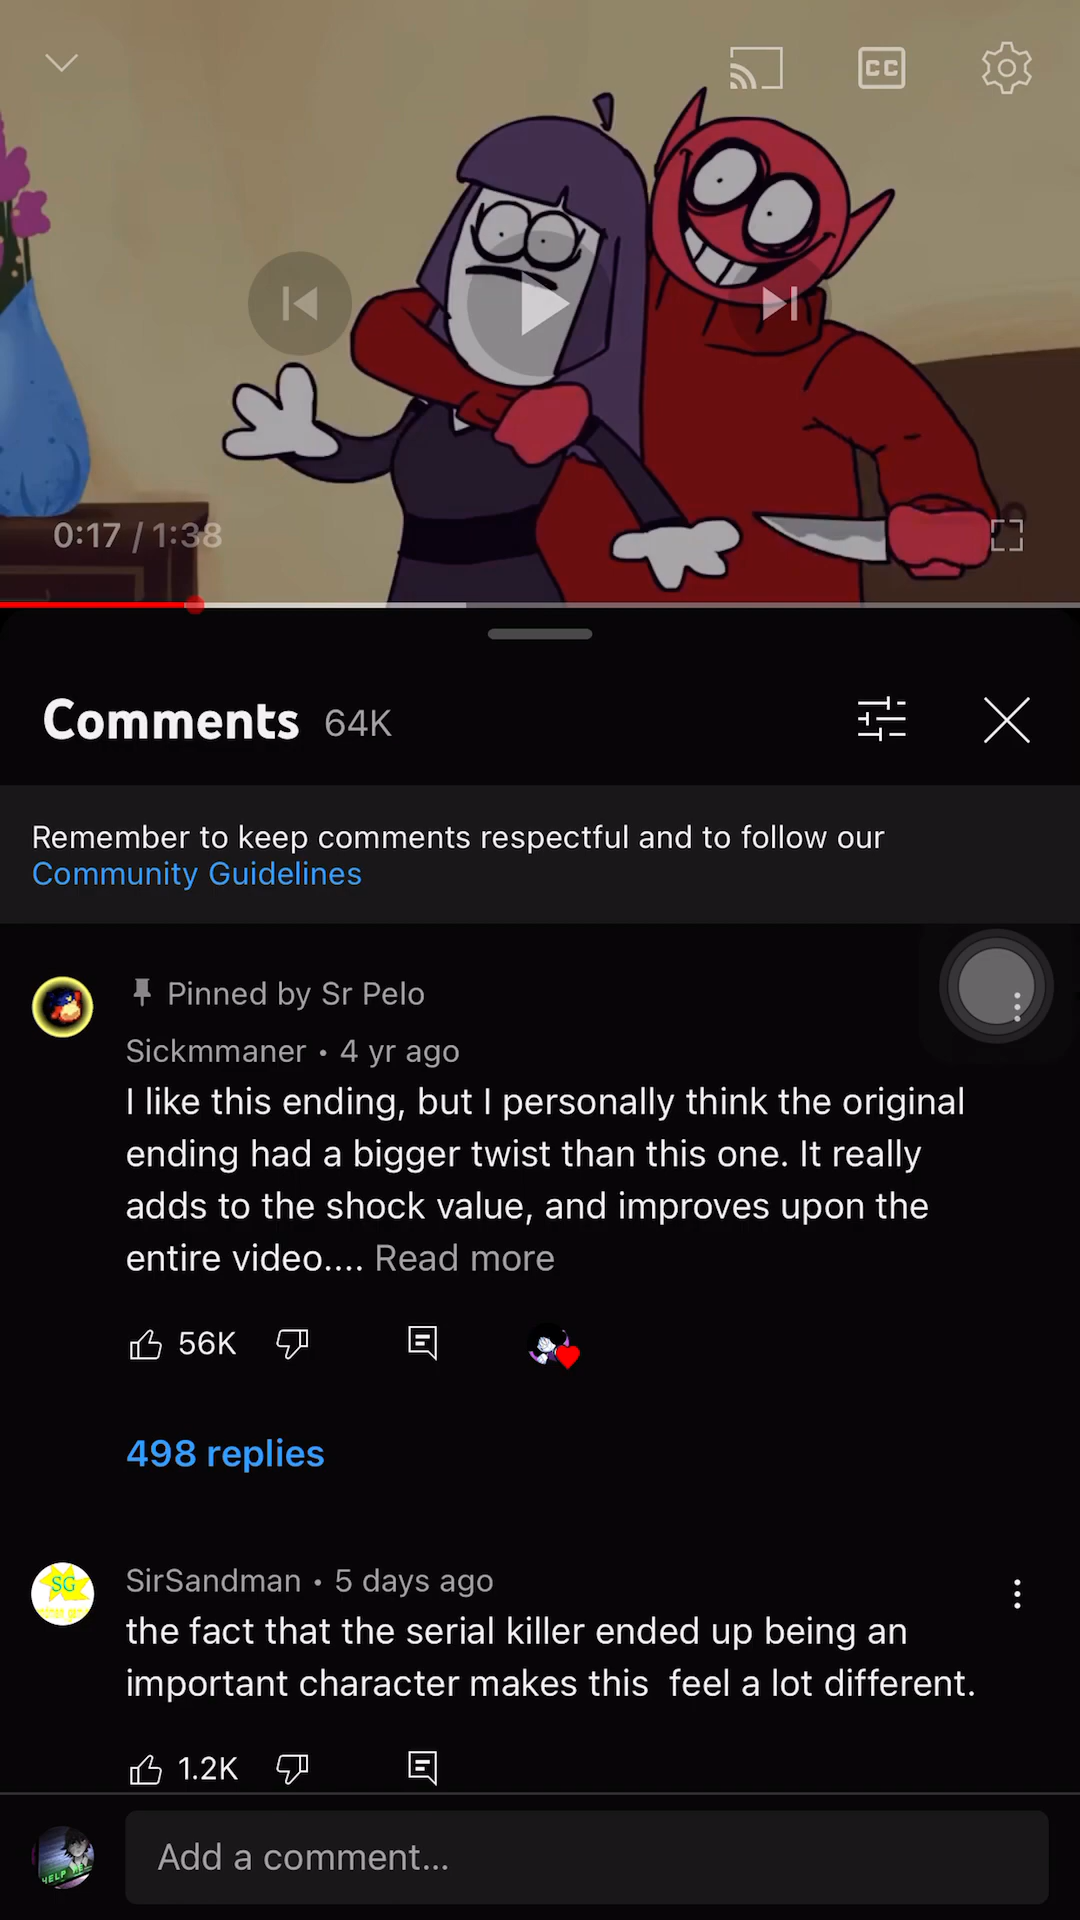 CC
0:17 / 1:38
Comments 64K
Remember to keep comments respectful and to follow our
Community Guidelines
Pinned by Sr Pelo
Sickmmaner • 4 yr ago
I like this ending, but I personally think the original
ending had a bigger twist than this one. It really
adds to the shock value, and improves upon the
entire video.... Read more
56K
498 replies
SG
SirSandman • 5 days ago
the fact that the serial killer ended up being an
important character makes this  feel a lot different.
1.2K
HELP ME
Add a comment...